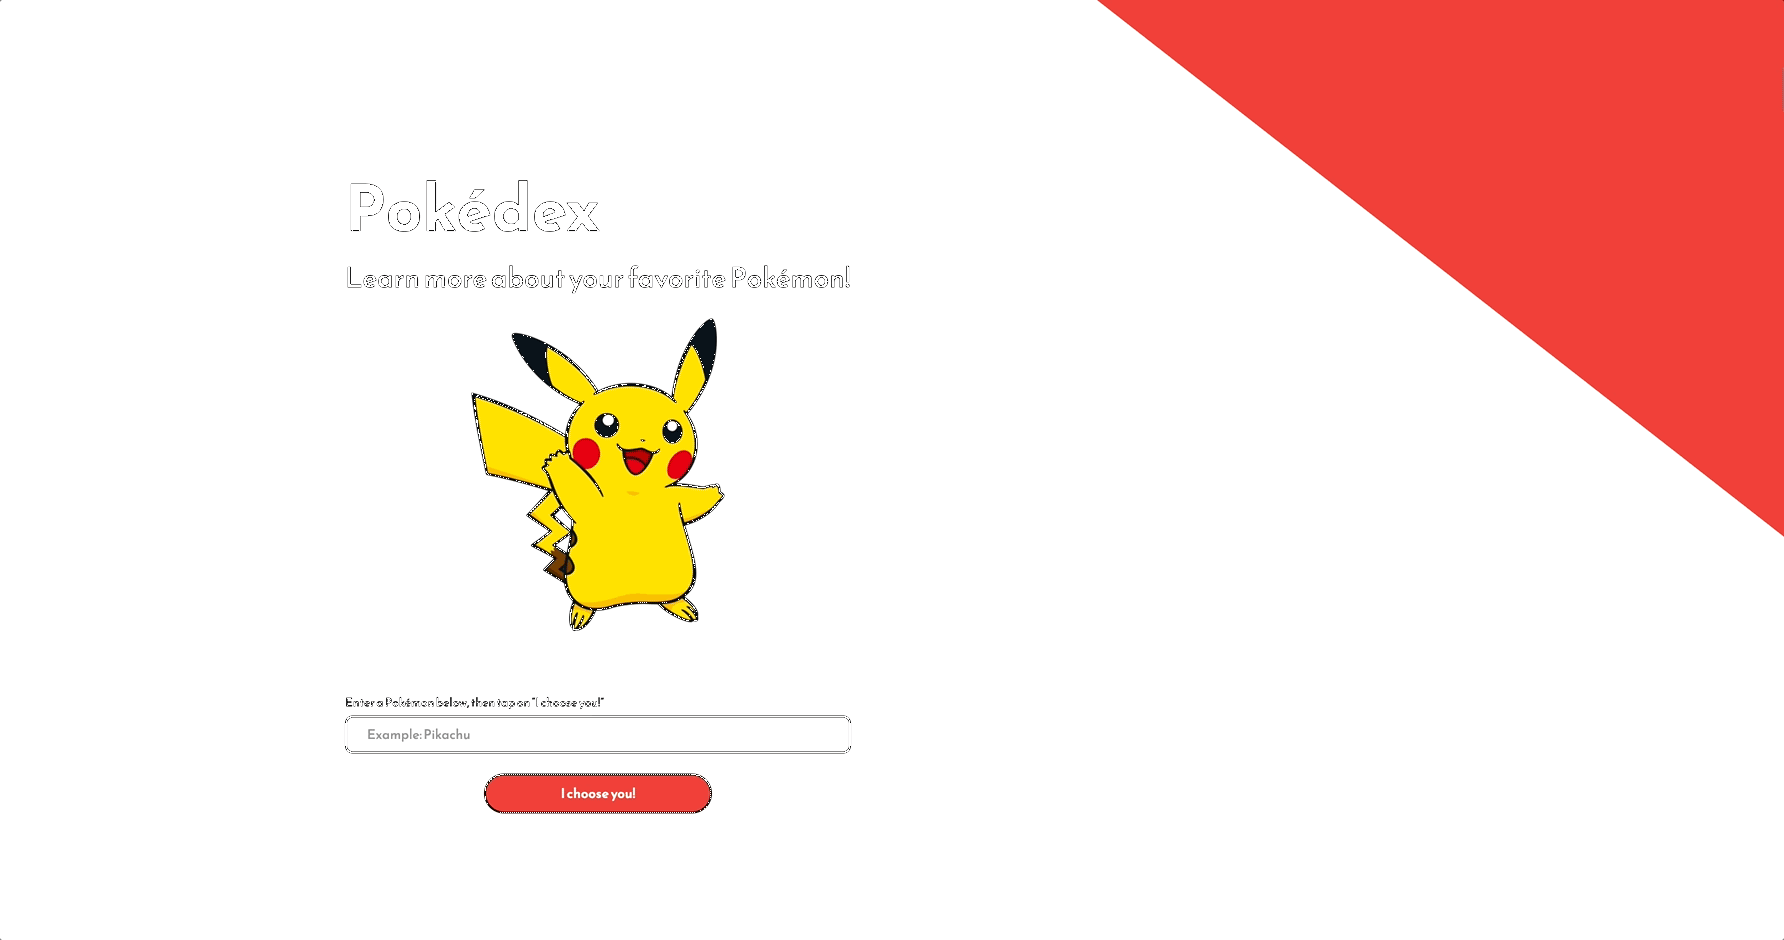 Pokédex
Learn more about your favorite Pokémon!
Enter a Pokémon below, then tap on "I choose you!"
Example: Pikachu
I choose you!